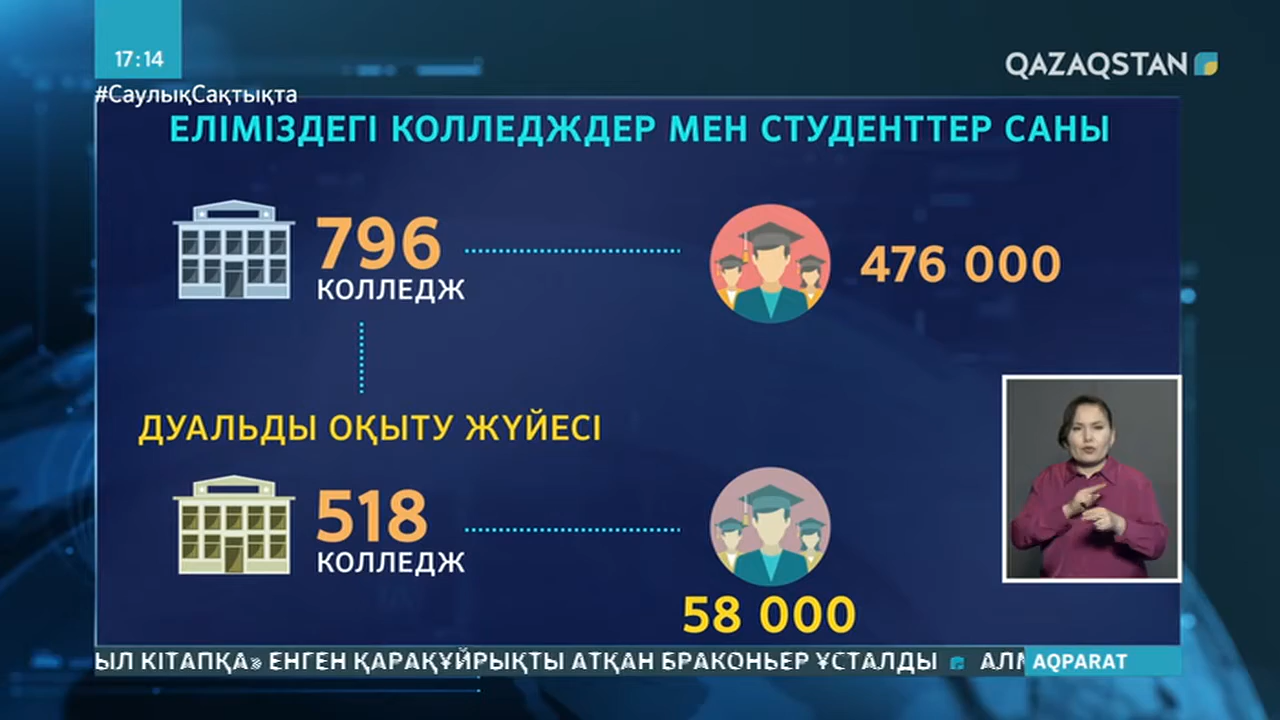 17:14
QAZAQSTAN
#СаулықСақтықта
ЕЛІМІЗДЕГІ КОЛЛЕДЖДЕР МЕН СТУДЕНТТЕР САНЫ
796
КОЛЛЕДЖ
476 000
ДУАЛЬДЫ ОҚЫТУ ЖҮЙЕСІ
518
КОЛЛЕДЖ
58 000
ЫЛ КІТАПҚА» ЕНГЕН ҚАРАҚҰЙРЫҚТЫ АТҚАН БРАКОНЬЕР ҰСТАЛДЫ
AQPARAT